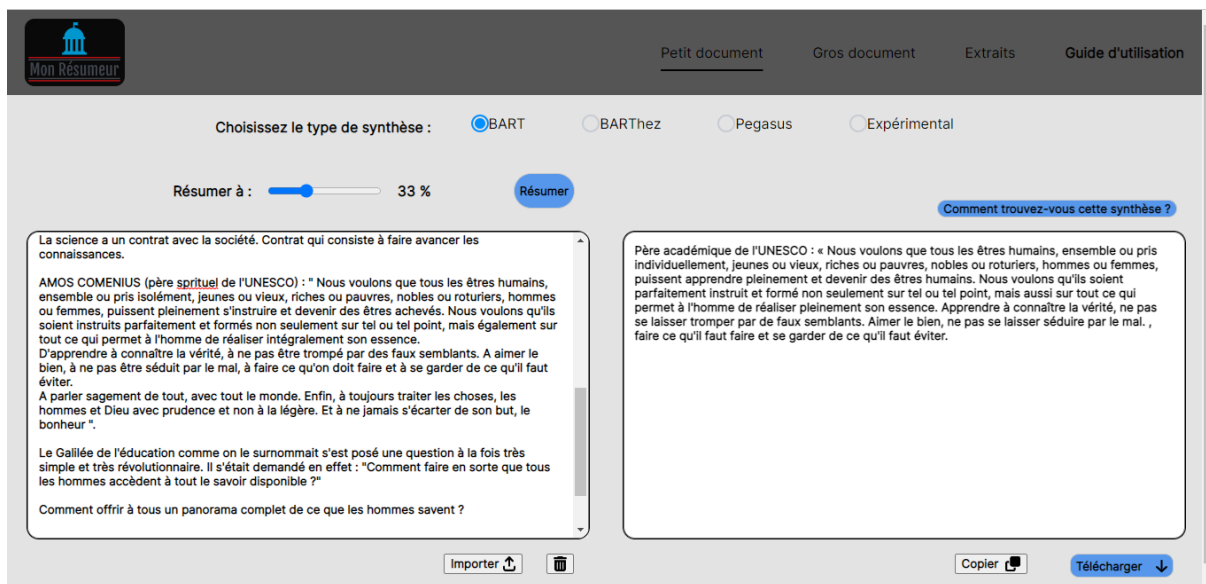 Mon Résumeur
Petit document
Gros document
Extraits
Guide d'utilisation
Choisissez le type de synthèse :
BART
BARThez
Pegasus
Expérimental
Résumer à :
33 %
Résumer
Comment trouvez-vous cette synthèse ?
La science a un contrat avec la société. Contrat qui consiste à faire avancer les
connaissances.
AMOS COMENIUS (père sprituel de l'UNESCO) : " Nous voulons que tous les êtres humains,
ensemble ou pris isolément, jeunes ou vieux, riches ou pauvres, nobles ou roturiers, hommes
ou femmes, puissent pleinement s'instruire et devenir des êtres achevés. Nous voulons qu'ils
soient instruits parfaitement et formés non seulement sur tel ou tel point, mais également sur
tout ce qui permet à l'homme de réaliser intégralement son essence.
D'apprendre à connaître la vérité, à ne pas être trompé par des faux semblants. A aimer le
bien, à ne pas être séduit par le mal, à faire ce qu'on doit faire et à se garder de ce qu'il faut
éviter.
A parler sagement de tout, avec tout le monde. Enfin, à toujours traiter les choses, les
hommes et Dieu avec prudence et non à la légère. Et à ne jamais s'écarter de son but, le
bonheur ".
Le Galilée de l'éducation comme on le surnommait s'est posé une question à la fois très
simple et très révolutionnaire. Il s'était demandé en effet : "Comment faire en sorte que tous
les hommes accèdent à tout le savoir disponible ?"
Comment offrir à tous un panorama complet de ce que les hommes savent ?
Père académique de l'UNESCO : « Nous voulons que tous les êtres humains, ensemble ou pris
individuellement, jeunes ou vieux, riches ou pauvres, nobles ou roturiers, hommes ou femmes,
puissent apprendre pleinement et devenir des êtres humains. Nous voulons qu'ils soient
parfaitement instruit et formé non seulement sur tel ou tel point, mais aussi sur tout ce qui
permet à l'homme de réaliser pleinement son essence. Apprendre à connaître la vérité, ne pas
se laisser tromper par de faux semblants. Aimer le bien, ne pas se laisser séduire par le mal. ,
faire ce qu'il faut faire et se garder de ce qu'il faut éviter.
Importer
Copier
Télécharger